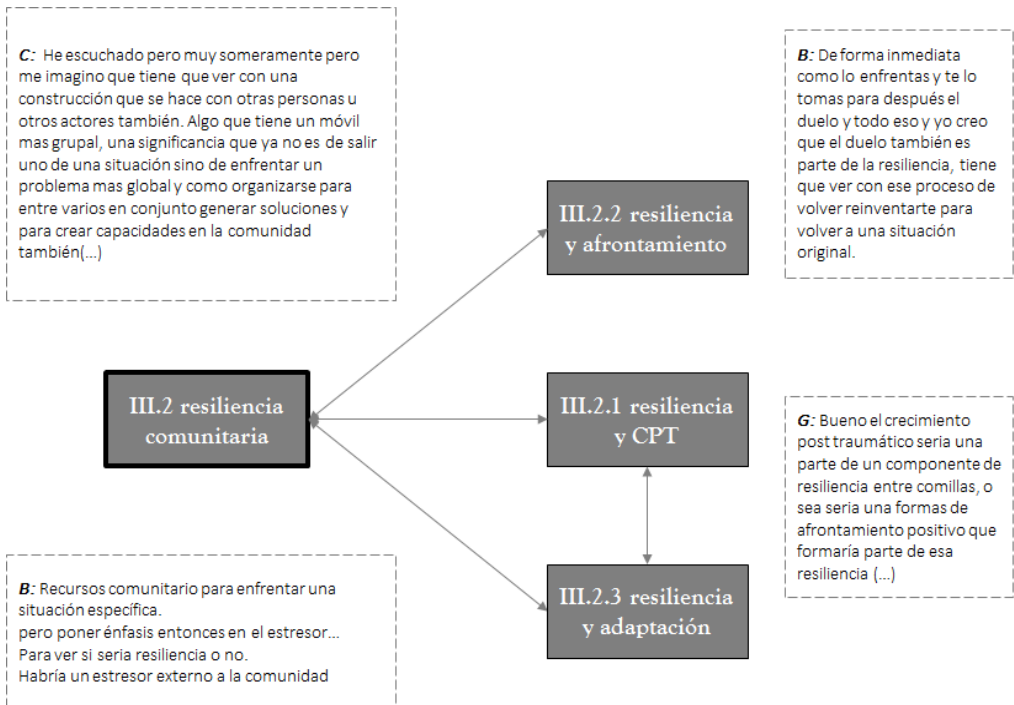 C: He escuchado pero muy someramente pero
me imagino que tiene que ver con una
construcción que se hace con otras personas u
otros actores también. Algo que tiene un móvil
mas grupal, una significancia que ya no es de salir
uno de una situación sino de enfrentar un
problema mas global y como organizarse para
entre varios en conjunto generar soluciones y
para crear capacidades en la comunidad
también(...)
B: De forma inmediata
como lo enfrentas y te lo
tomas para después el
duelo y todo eso y yo creo
que el duelo también es
parte de la resiliencia, tiene
que ver con ese proceso de
volver reinventarte para
volver a una situación
original.
III.2.2 resiliencia
y afrontamiento
III.2 resiliencia
comunitaria
III.2.1 resiliencia
y CPT
G: Bueno el crecimiento
post traumático seria una
parte de un componente de
resiliencia entre comillas, o
sea seria una formas de
afrontamiento positivo que
formaría parte de esa
resiliencia (...)
III.2.3 resiliencia
y adaptación
B: Recursos comunitario para enfrentar una
situación específica.
pero poner énfasis entonces en el estresor...
Para ver si seria resiliencia o no.
Habría un estresor externo a la comunidad